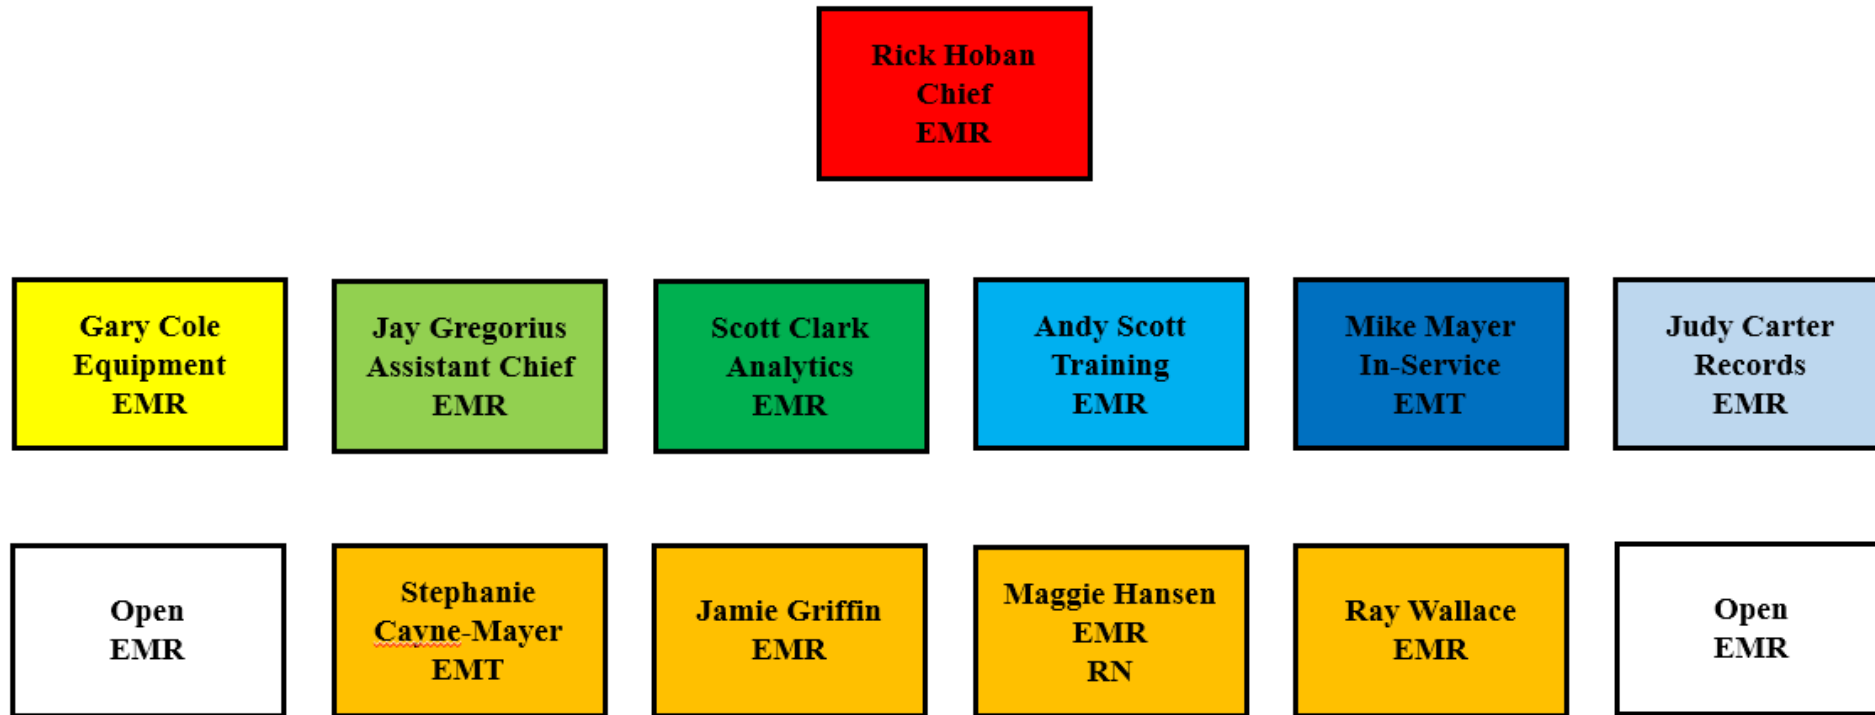 Rick Hoban
Chief
EMR
Gary Cole
Equipment
EMR
Jay Gregorius
Assistant Chief
EMR
Scott Clark
Analytics
EMR
Andy Scott
Training
EMR
Mike Mayer
In-Service
EMT
Judy Carter
Records
EMR
Open
EMR
Stephanie
Cayne-Mayer
EMT
Jamie Griffin
EMR
Maggie Hansen
EMR
RN
Ray Wallace
EMR
Open
EMR